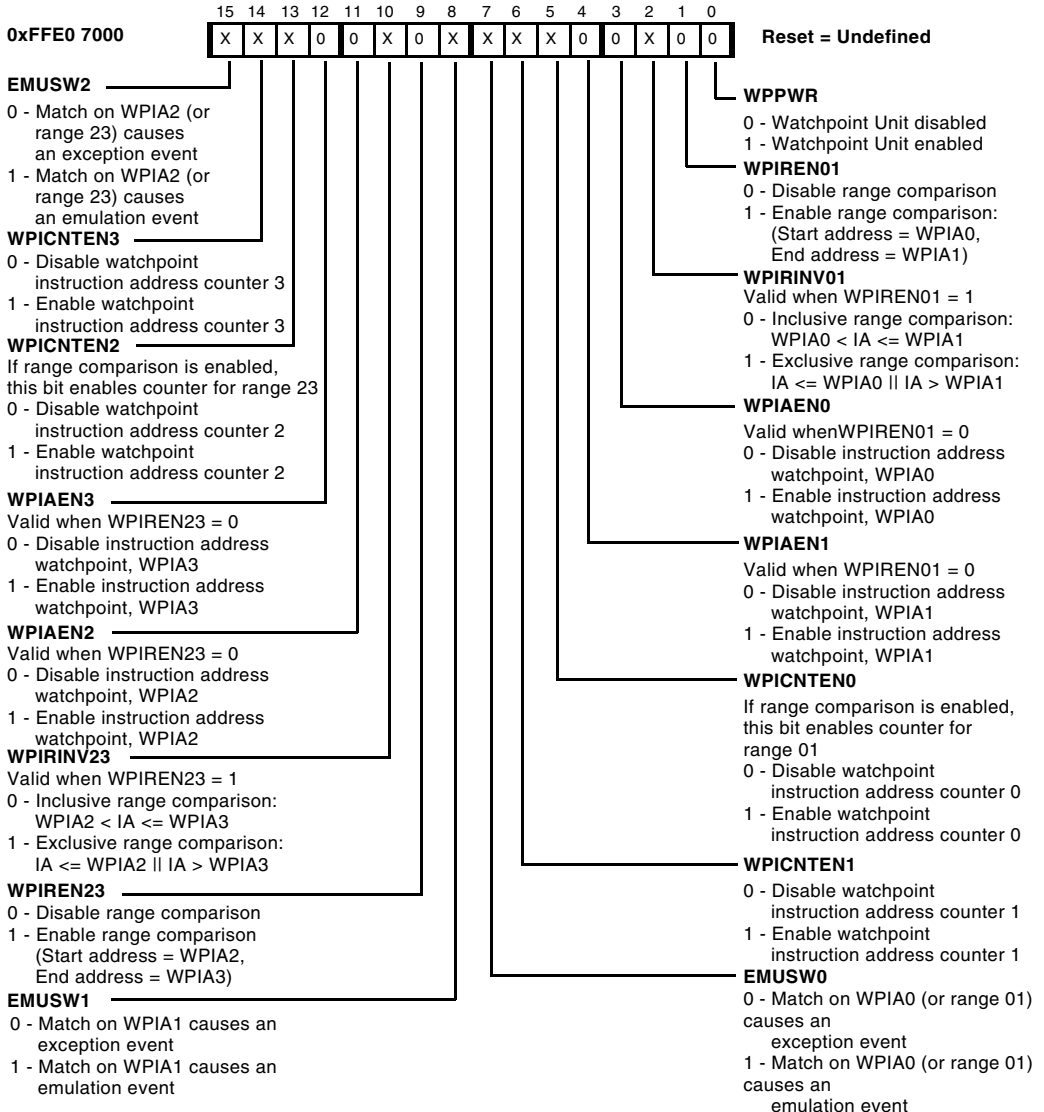 15 14 13 12 11 10 9 8 7 6 5 4 3 2 1 0
0xFFE0 7000
X X X 0 0 X 0 X X X X 0 0 X 0 0
Reset = Undefined
EMUSW2
0 - Match on WPIA2 (or
range 23) causes
an exception event
1 - Match on WPIA2 (or
range 23) causes
an emulation event
WPICNTEN3
0 - Disable watchpoint
instruction address counter 3
1 - Enable watchpoint
instruction address counter 3
WPICNTEN2
If range comparison is enabled,
this bit enables counter for range 23
0 - Disable watchpoint
instruction address counter 2
1 - Enable watchpoint
instruction address counter 2
WPIAEN3
Valid when WPIREN23 = 0
0 - Disable instruction address
watchpoint, WPIA3
1 - Enable instruction address
watchpoint, WPIA3
WPIAEN2
Valid when WPIREN23 = 0
0 - Disable instruction address
watchpoint, WPIA2
1 - Enable instruction address
watchpoint, WPIA2
WPIRINV23
Valid when WPIREN23 = 1
0 - Inclusive range comparison:
WPIA2 < IA <= WPIA3
1 - Exclusive range comparison:
IA <= WPIA2 || IA > WPIA3
WPIREN23
0 - Disable range comparison
1 - Enable range comparison
(Start address = WPIA2,
End address = WPIA3)
EMUSW1
0 - Match on WPIA1 causes an
exception event
1 - Match on WPIA1 causes an
emulation event
WPPWR
0 - Watchpoint Unit disabled
1 - Watchpoint Unit enabled
WPIREN01
0 - Disable range comparison
1 - Enable range comparison:
(Start address = WPIA0,
End address = WPIA1)
WPIRINV01
Valid when WPIREN01 = 1
0 - Inclusive range comparison:
WPIA0 < IA <= WPIA1
1 - Exclusive range comparison:
IA <= WPIA0 || IA > WPIA1
WPIAEN0
Valid whenWPIREN01 = 0
0 - Disable instruction address
watchpoint, WPIA0
1 - Enable instruction address
watchpoint, WPIA0
WPIAEN1
Valid when WPIREN01 = 0
0 - Disable instruction address
watchpoint, WPIA1
1 - Enable instruction address
watchpoint, WPIA1
WPICNTEN0
If range comparison is enabled,
this bit enables counter for
range 01
0 - Disable watchpoint
instruction address counter 0
1 - Enable watchpoint
instruction address counter 0
WPICNTEN1
0 - Disable watchpoint
instruction address counter 1
1 - Enable watchpoint
instruction address counter 1
EMUSW0
0 - Match on WPIA0 (or range 01)
causes an
exception event
1 - Match on WPIA0 (or range 01)
causes an
emulation event